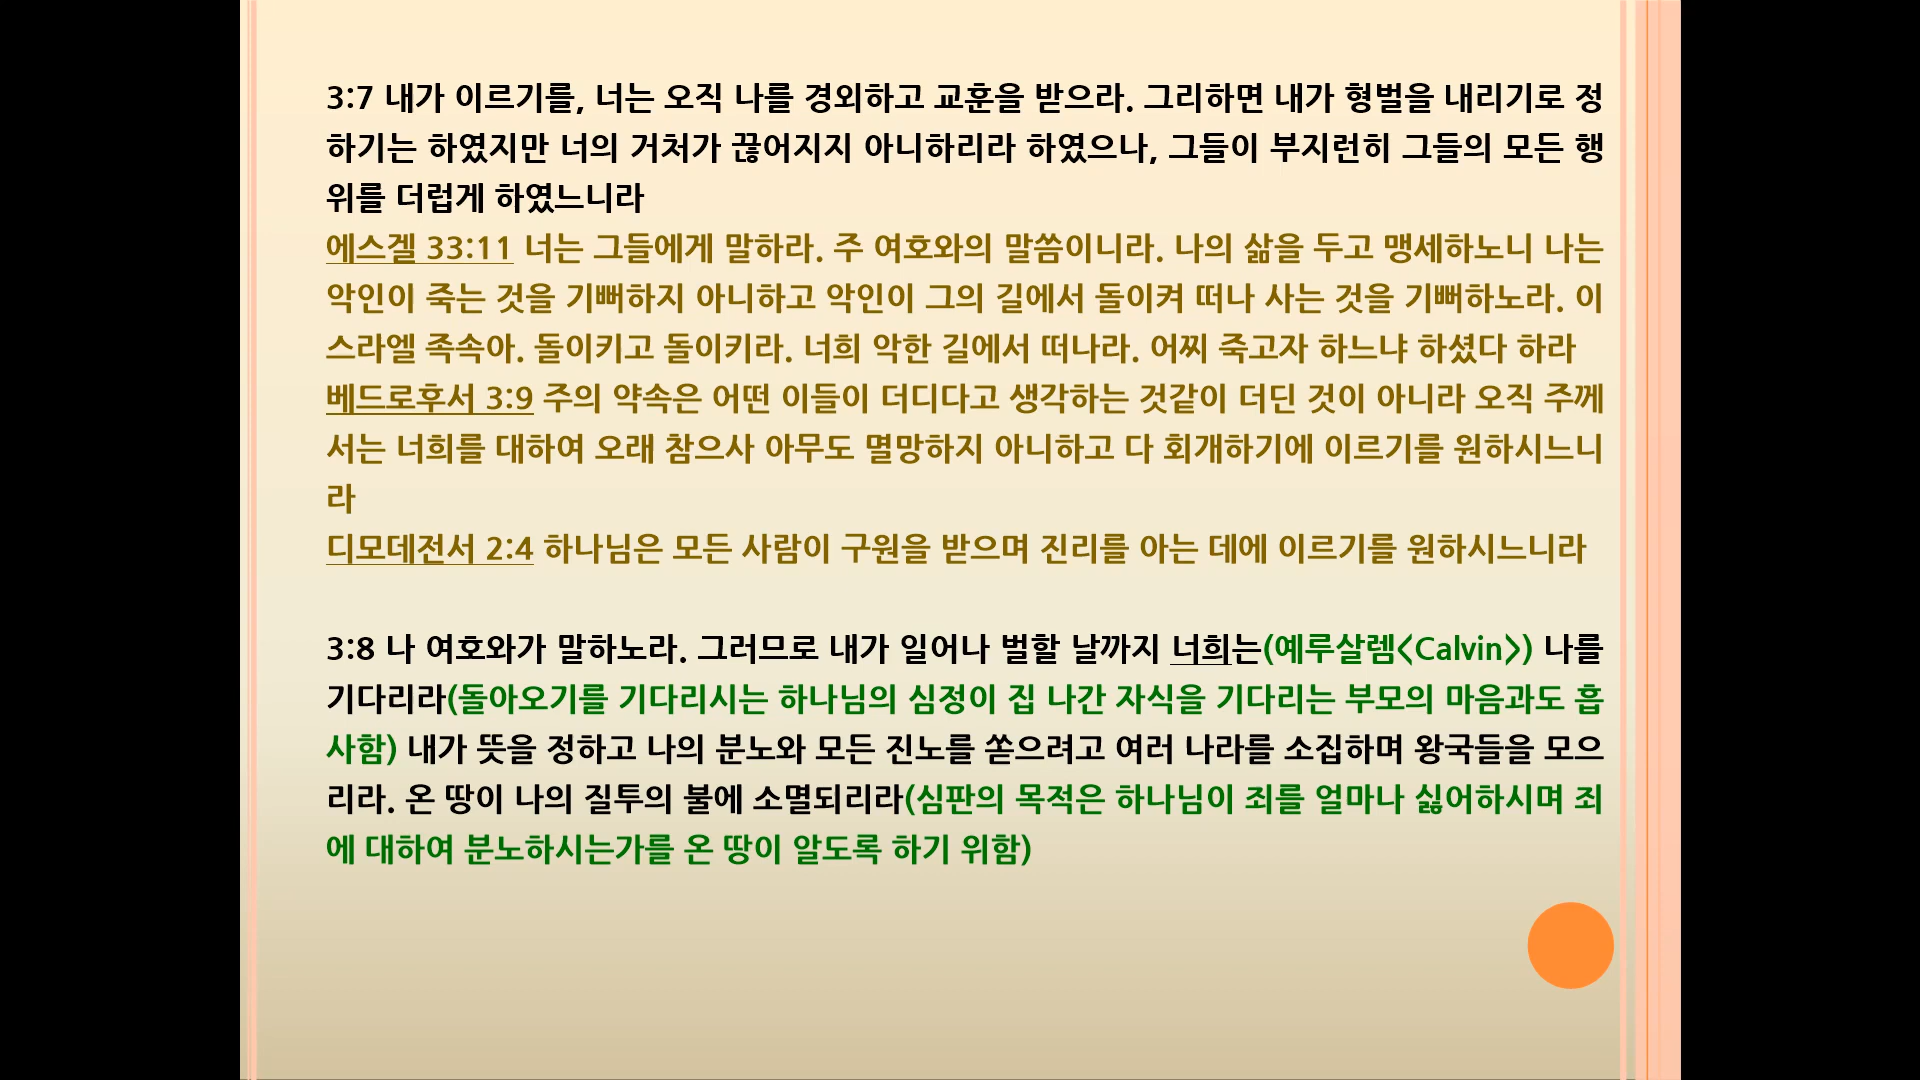 3:7 내가 이르기를, 너는 오직 나를 경외하고 교훈을 받으라. 그리하면 내가 형벌을 내리기로 정
하기는 하였지만 너의 거처가 끊어지지 아니하리라 하였으나, 그들이 부지런히 그들의 모든 행
위를 더럽게 하였느니라
에스겔 33:11 너는 그들에게 말하라. 주 여호와의 말씀이니라. 나의 삶을 두고 맹세하노니 나는
악인이 죽는 것을 기뻐하지 아니하고 악인이 그의 길에서 돌이켜 떠나 사는 것을 기뻐하노라. 이
스라엘 족속아. 돌이키고 돌이키라. 너희 악한 길에서 떠나라. 어찌 죽고자 하느냐 하셨다 하라
베드로후서 3:9 주의 약속은 어떤 이들이 더디다고 생각하는 것같이 더딘 것이 아니라 오직 주께
서는 너희를 대하여 오래 참으사 아무도 멸망하지 아니하고 다 회개하기에 이르기를 원하시느니
라
디모데전서 2:4 하나님은 모든 사람이 구원을 받으며 진리를 아는 데에 이르기를 원하시느니라
3:8 나 여호와가 말하노라. 그러므로 내가 일어나 벌할 날까지 너희는(예루살렘<Calvin>) 나를
기다리라(돌아오기를 기다리시는 하나님의 심정이 집 나간 자식을 기다리는 부모의 마음과도 흡
사함) 내가 뜻을 정하고 나의 분노와 모든 진노를 쏟으려고 여러 나라를 소집하며 왕국들을 모으
리라. 온 땅이 나의 질투의 불에 소멸되리라(심판의 목적은 하나님이 죄를 얼마나 싫어하시며 죄
에 대하여 분노하시는가를 온 땅이 알도록 하기 위함)